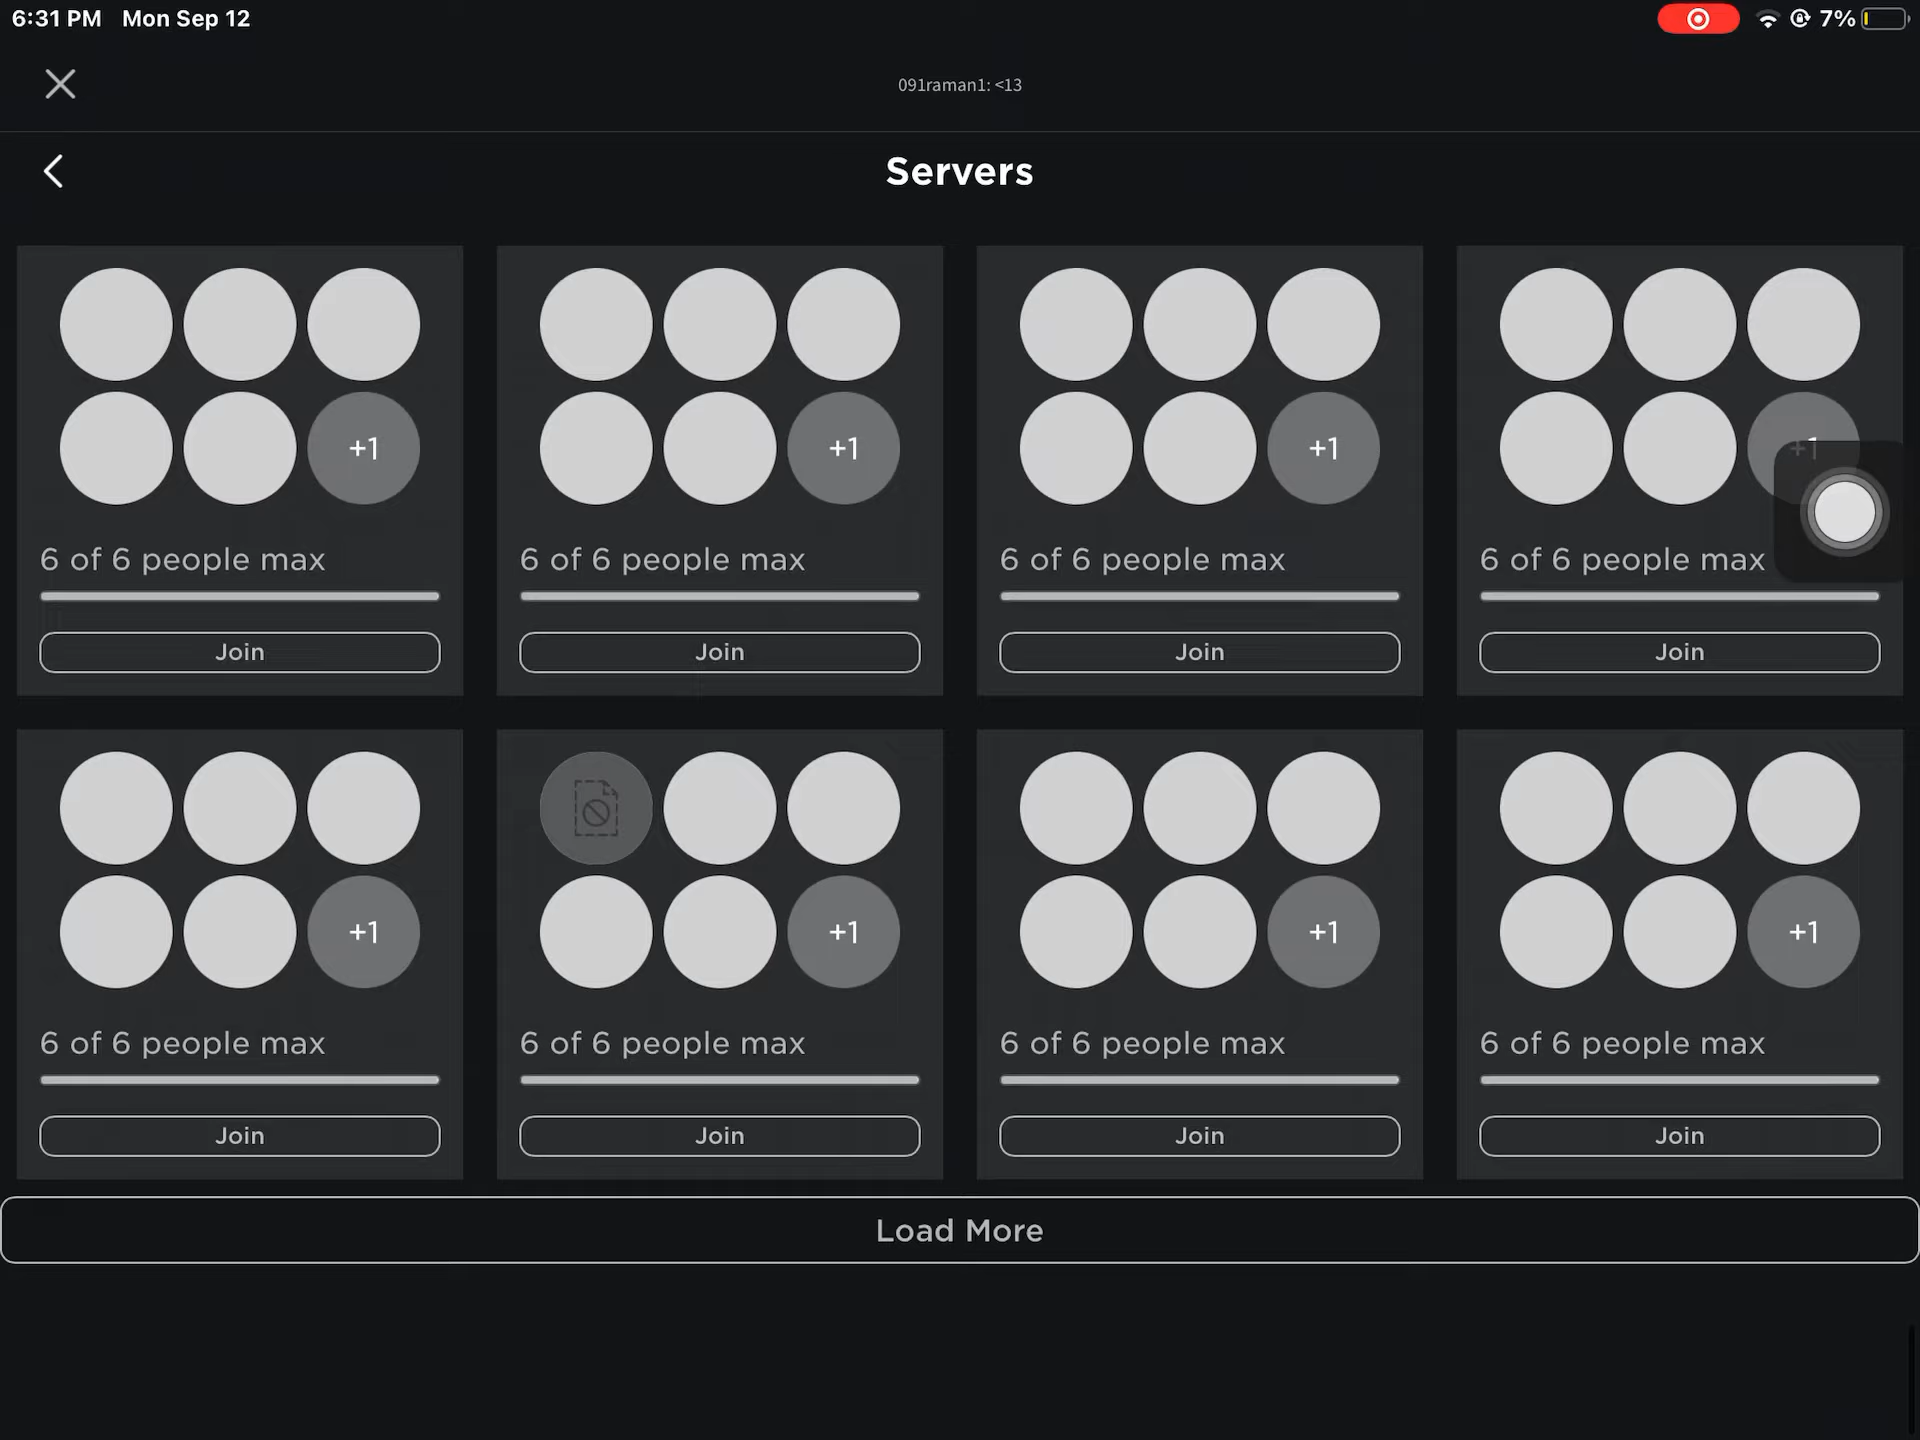 6:31 PM Mon Sep 12 7%
091raman1: <13
Servers
+1 +1 +1 +1
6 of 6 people max 6 of 6 people max 6 of 6 people max 6 of 6 people max
Join Join Join Join
+1 +1 +1 +1
6 of 6 people max 6 of 6 people max 6 of 6 people max 6 of 6 people max
Join Join Join Join
Load More